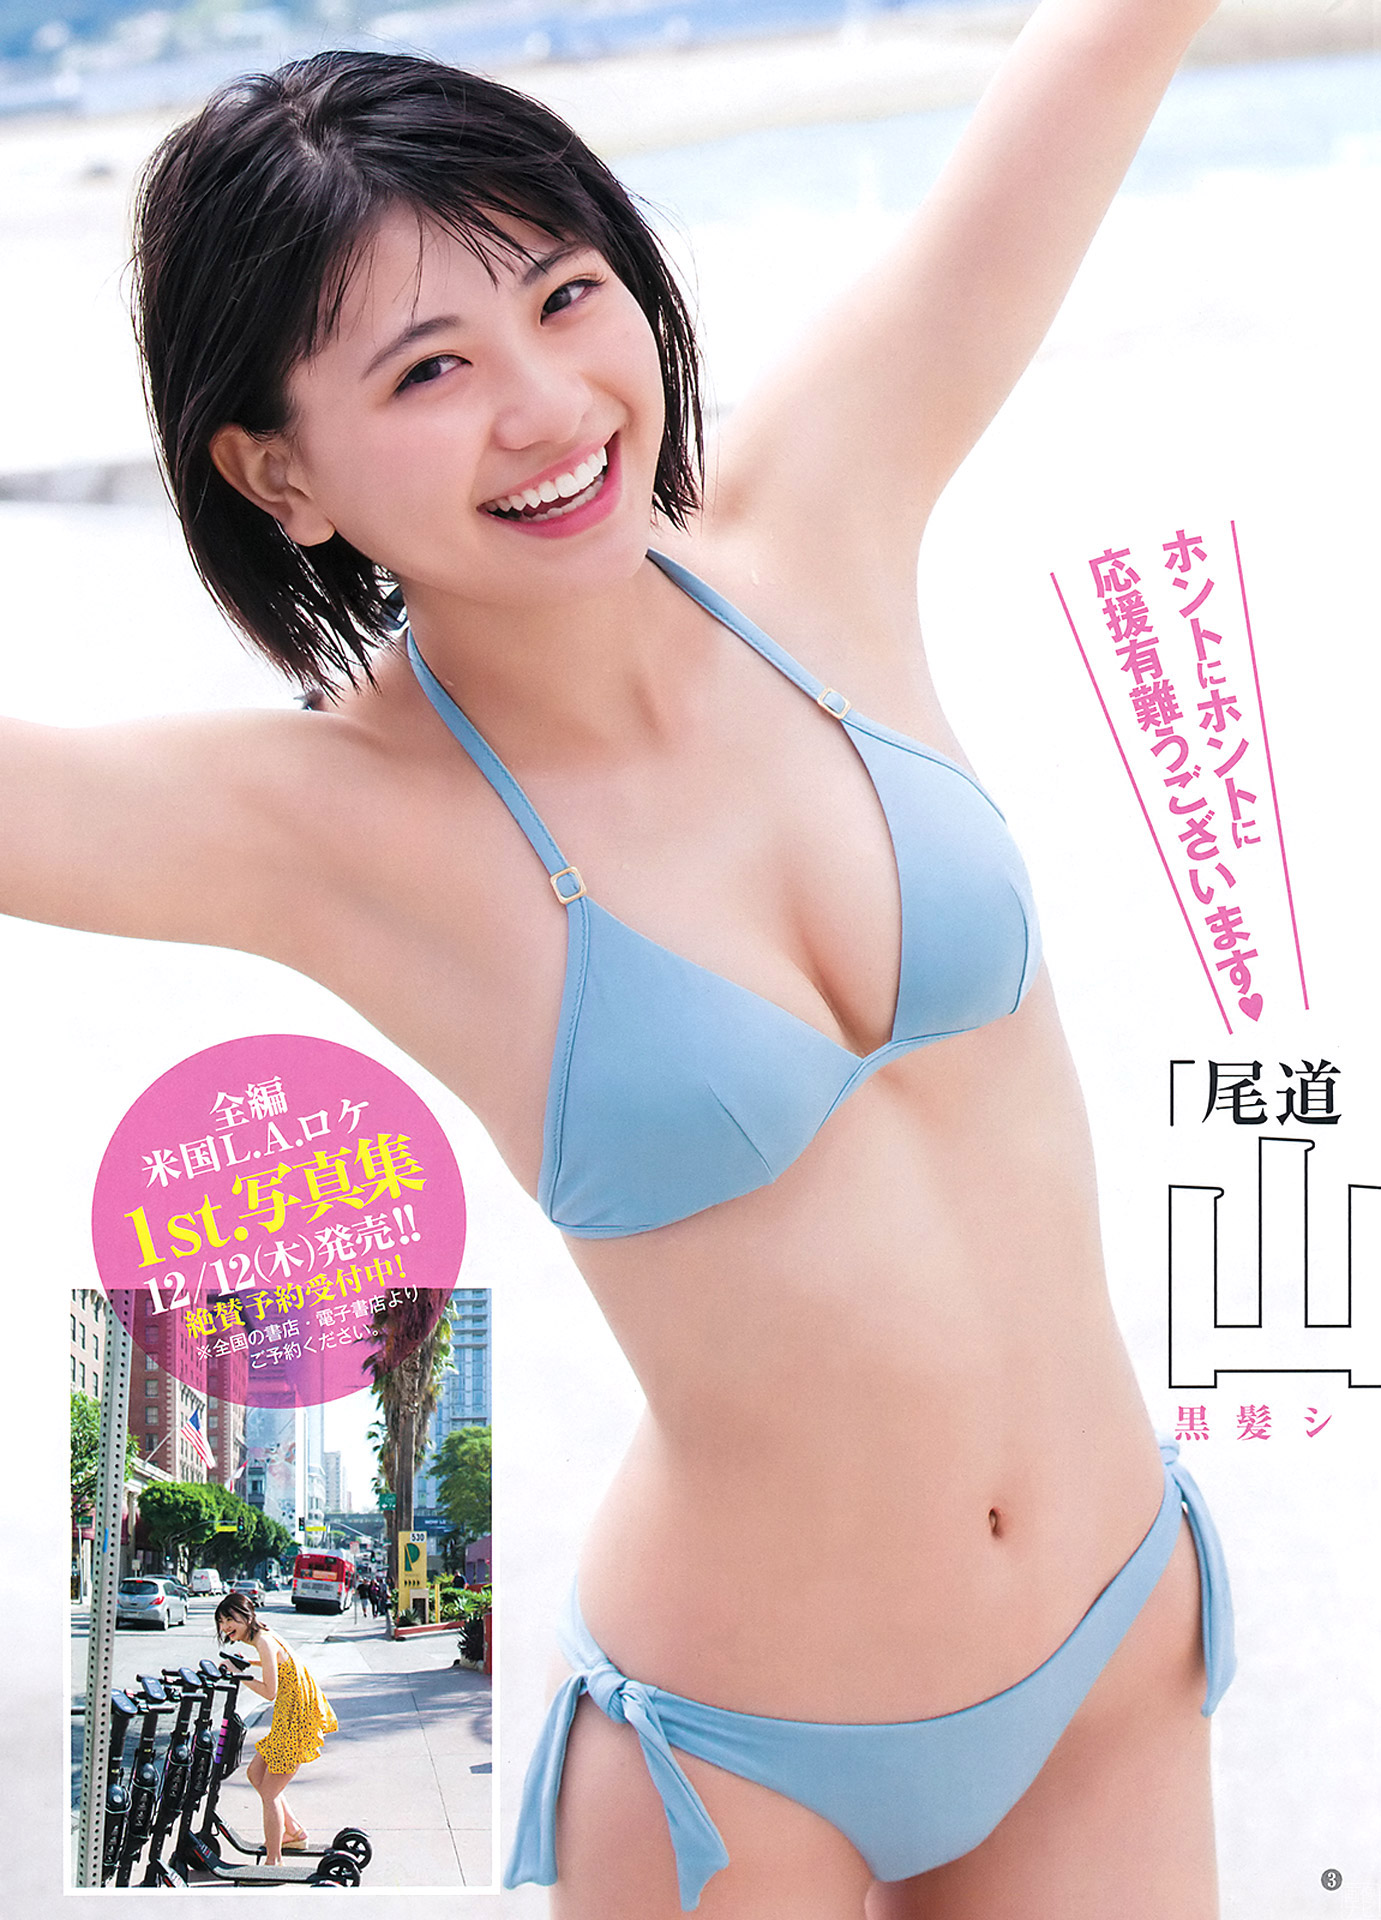 ホントにホントに
応援有難うございます♥
「尾道
山
黒髪シ
全編
米国L.A.ロケ
1st.写真集
12/12(木)発売!!
絶賛予約受付中!
※全国の書店・電子書店より
ご予約ください。
530
P
3